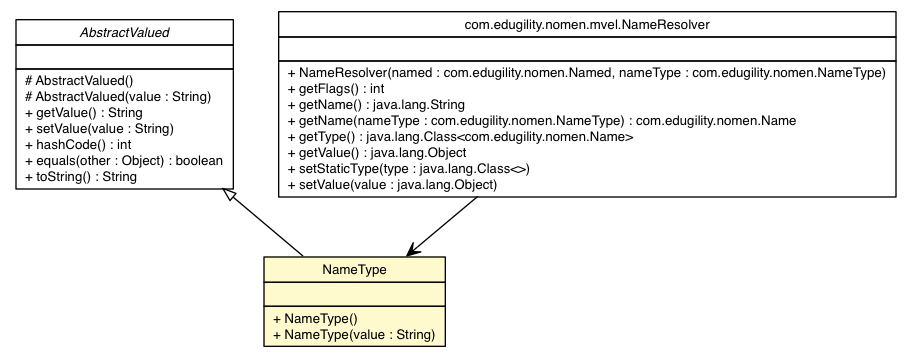 AbstractValued
# AbstractValued()
# AbstractValued(value : String)
+ getValue() : String
+ setValue(value : String)
+ hashCode() : int
+ equals(other : Object) : boolean
+ toString() : String
com.edugility.nomen.mvel.NameResolver
+ NameResolver(named : com.edugility.nomen.Named, nameType : com.edugility.nomen.NameType)
+ getFlags() : int
+ getName() : java.lang.String
+ getName(nameType : com.edugility.nomen.NameType) : com.edugility.nomen.Name
+ getType() : java.lang.Class<com.edugility.nomen.Name>
+ getValue() : java.lang.Object
+ setStaticType(type : java.lang.Class<>)
+ setValue(value : java.lang.Object)
NameType
+ NameType()
+ NameType(value : String)